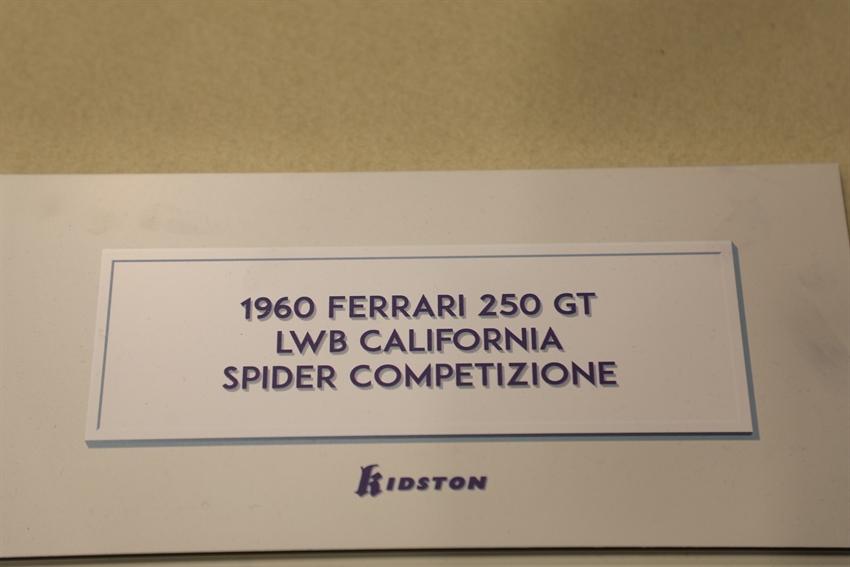 1960 FERRARI 250 GT
LWB CALIFORNIA
SPIDER COMPETIZIONE
KIDSTON